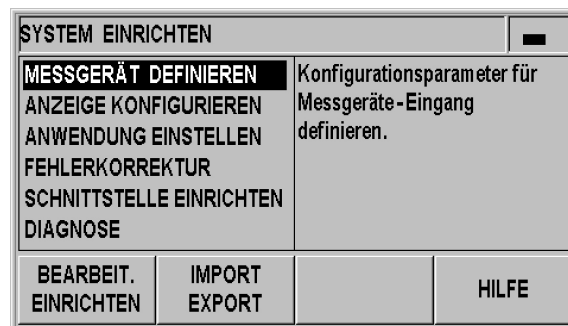 SYSTEM EINRICHTEN
MESSGERÄT DEFINIEREN
ANZEIGE KONFIGURIEREN
ANWENDUNG EINSTELLEN
FEHLERKORREKTUR
SCHNITTSTELLE EINRICHTEN
DIAGNOSE
Konfigurationsparameter für
Messgeräte-Eingang
definieren.
BEARBEIT.
EINRICHTEN
IMPORT
EXPORT
HILFE